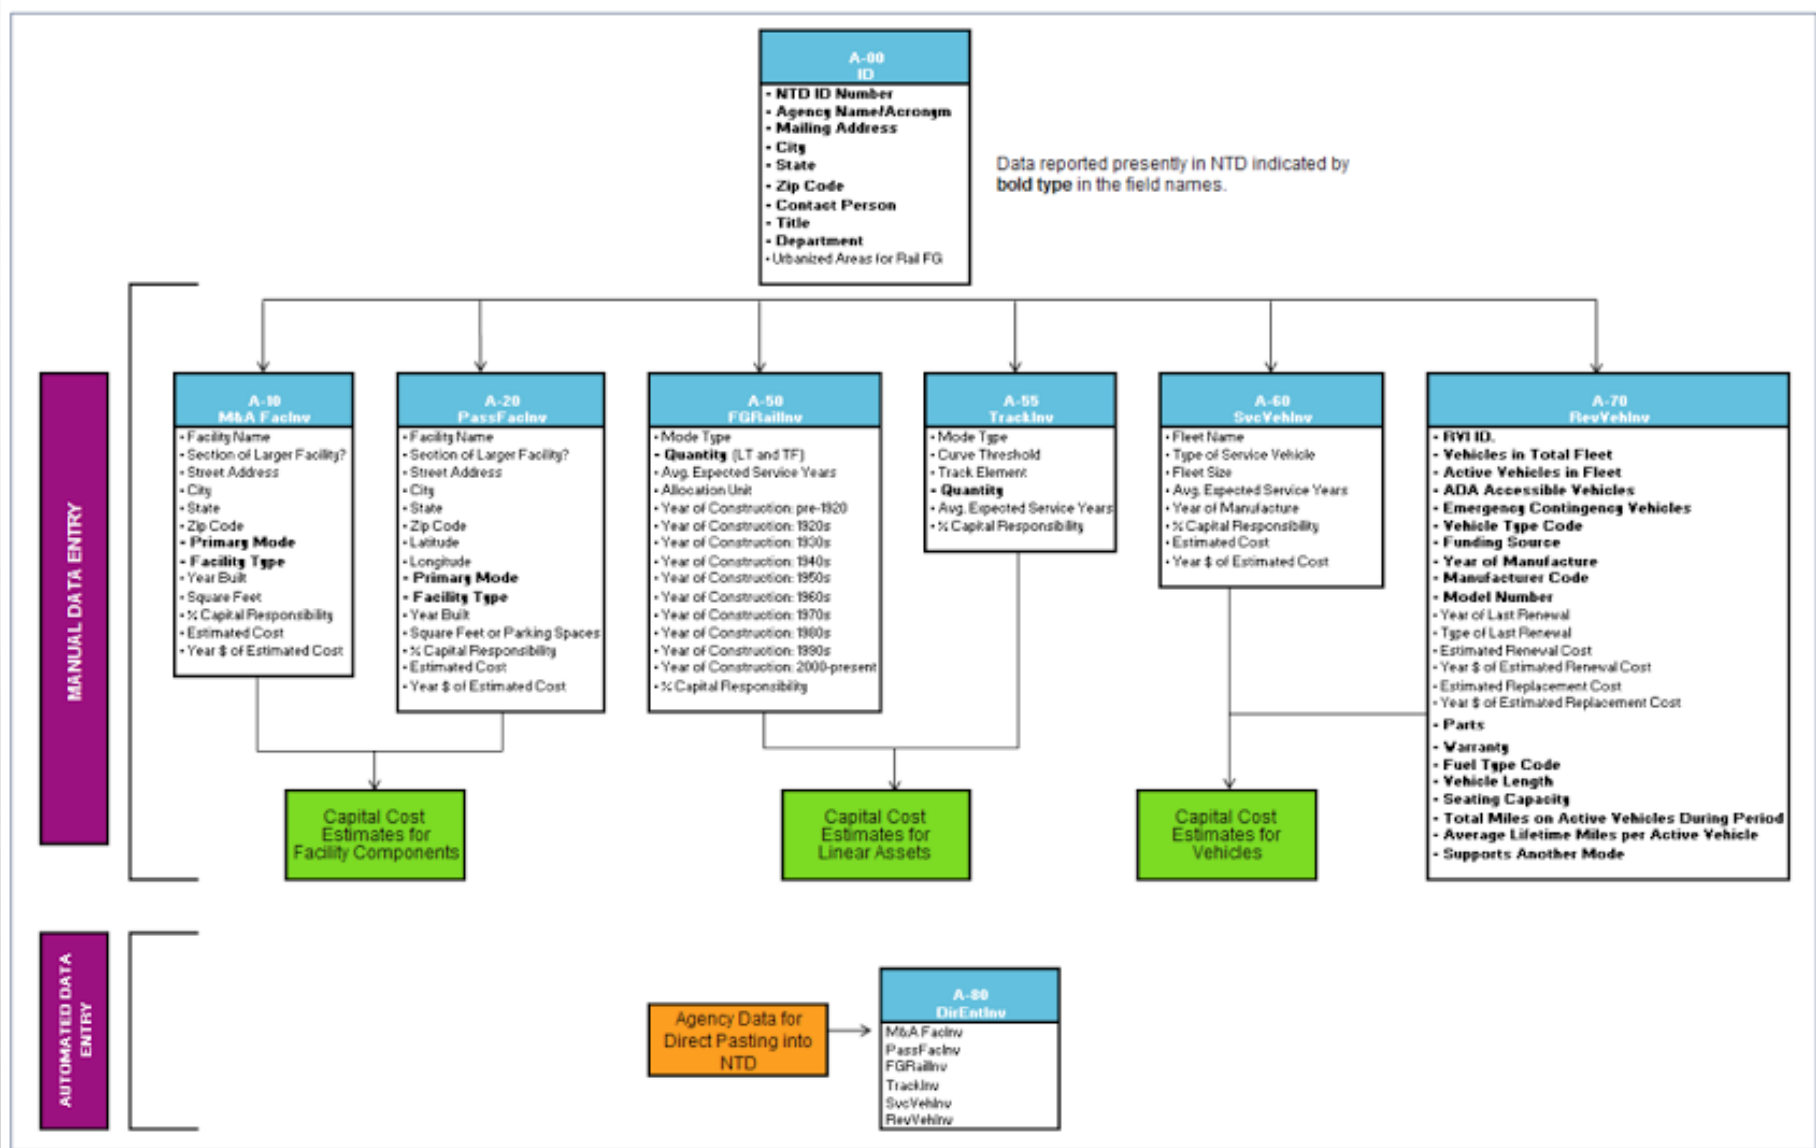 A-00
ID
- NTD ID Number
- Agency Name/Acronym
- Mailing Address
- City
- State
- Zip Code
- Contact Person
- Title
- Department
- Urbanized Areas for Rail FG
Data reported presently in NTD indicated by
bold type in the field names.
MANUAL DATA ENTRY
A-10
M&A FacInv
- Facility Name
- Section of Larger Facility?
- Street Address
- City
- State
- Zip Code
- Primary Mode
- Facility Type
- Year Built
- Square Feet
- % Capital Responsibility
- Estimated Cost
- Year $ of Estimated Cost
A-20
PassFacInv
- Facility Name
- Section of Larger Facility?
- Street Address
- City
- State
- Zip Code
- Latitude
- Longitude
- Primary Mode
- Facility Type
- Year Built
- Square Feet or Parking Spaces
- % Capital Responsibility
- Estimated Cost
- Year $ of Estimated Cost
A-50
FGRailInv
- Mode Type
- Quantity (LT and TF)
- Avg. Expected Service Years
- Allocation Unit
- Year of Construction: pre-1920
- Year of Construction: 1920s
- Year of Construction: 1930s
- Year of Construction: 1940s
- Year of Construction: 1950s
- Year of Construction: 1960s
- Year of Construction: 1970s
- Year of Construction: 1980s
- Year of Construction: 1990s
- Year of Construction: 2000-present
- % Capital Responsibility
A-55
TrackInv
- Mode Type
- Curve Threshold
- Track Element
- Quantity
- Avg. Expected Service Years
- % Capital Responsibility
A-60
SvcVehInv
- Fleet Name
- Type of Service Vehicle
- Fleet Size
- Avg. Expected Service Years
- Year of Manufacture
- % Capital Responsibility
- Estimated Cost
- Year $ of Estimated Cost
A-70
RevVehInv
- RVI ID.
- Vehicles in Total Fleet
- Active Vehicles in Fleet
- ADA Accessible Vehicles
- Emergency Contingency Vehicles
- Vehicle Type Code
- Funding Source
- Year of Manufacture
- Manufacturer Code
- Model Number
- Year of Last Renewal
- Type of Last Renewal
- Estimated Renewal Cost
- Year $ of Estimated Renewal Cost
- Estimated Replacement Cost
- Year $ of Estimated Replacement Cost
- Parts
- Warranty
- Fuel Type Code
- Vehicle Length
- Seating Capacity
- Total Miles on Active Vehicles During Period
- Average Lifetime Miles per Active Vehicle
- Supports Another Mode
Capital Cost
Estimates for
Facility Components
Capital Cost
Estimates for
Linear Assets
Capital Cost
Estimates for
Vehicles
AUTOMATED DATA
ENTRY
Agency Data for
Direct Pasting into
NTD
A-80
DirEntInv
M&A FacInv
PassFacInv
FGRailInv
TrackInv
SvcVehInv
RevVehInv